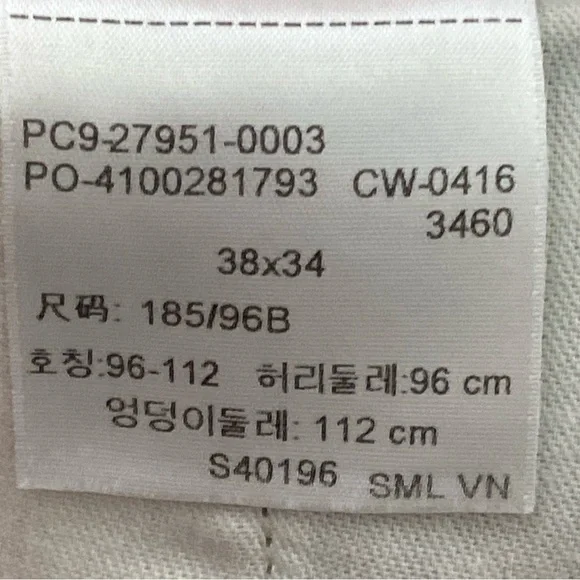 PC9-27951-0003
PO-4100281793 CW-0416
3460
38x34
尺码: 185/96B
호칭:96-112 허리둘레:96 cm
엉덩이둘레: 112 cm
S40196 SML VN